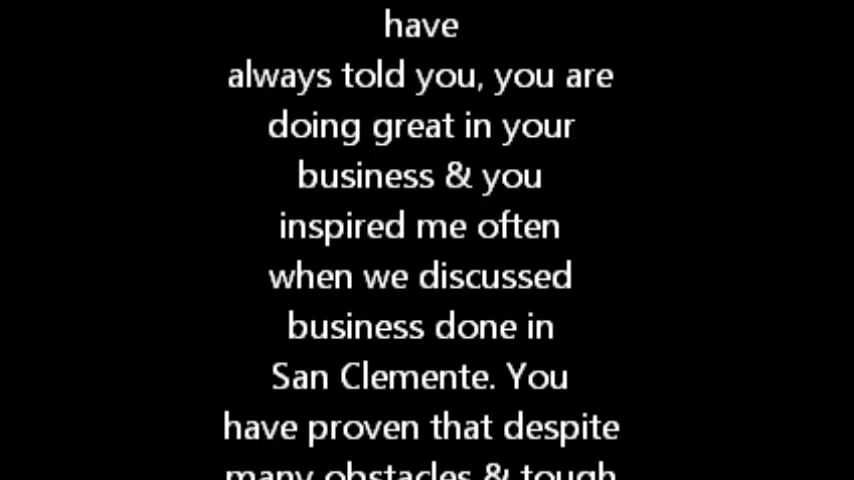 have
always told you, you are
doing great in your
business & you
inspired me often
when we discussed
business done in
San Clemente. You
have proven that despite
many obstacles & tough